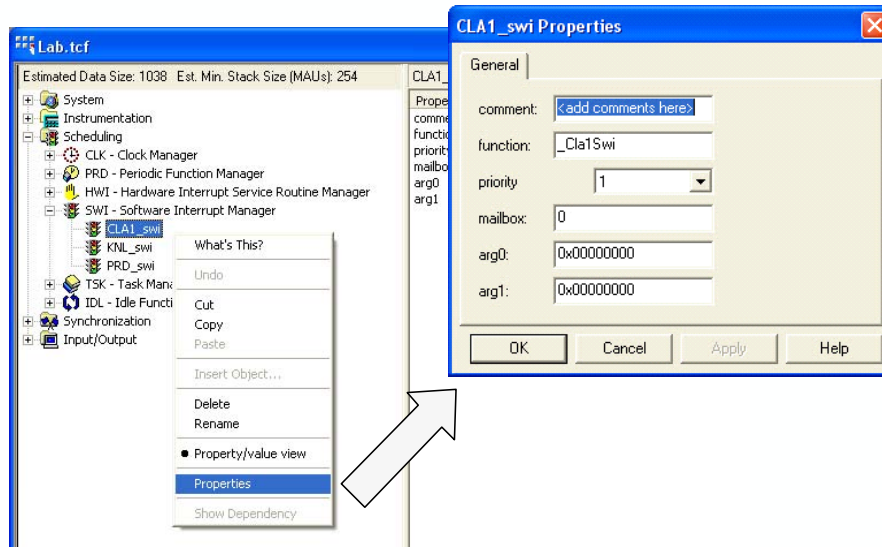 Lab.tcf
Estimated Data Size: 1038 Est. Min. Stack Size (MAUs): 254
System
Instrumentation
Scheduling
CLK - Clock Manager
PRD - Periodic Function Manager
HWI - Hardware Interrupt Service Routine Manager
SWI - Software Interrupt Manager
CLA1_swi
KNL_swi
PRD_swi
TSK - Task Mana
IDL - Idle Functi
Synchronization
Input/Output
What's This?
Undo
Cut
Copy
Paste
Insert Object...
Delete
Rename
Property/value view
Properties
Show Dependency
CLA1_
Prope
comme
functio
priorit
mailbo
arg0
arg1
CLA1_swi Properties
General
comment: <add comments here>
function: _Cla1Swi
priority 1
mailbox: 0
arg0: 0x00000000
arg1: 0x00000000
OK Cancel Apply Help